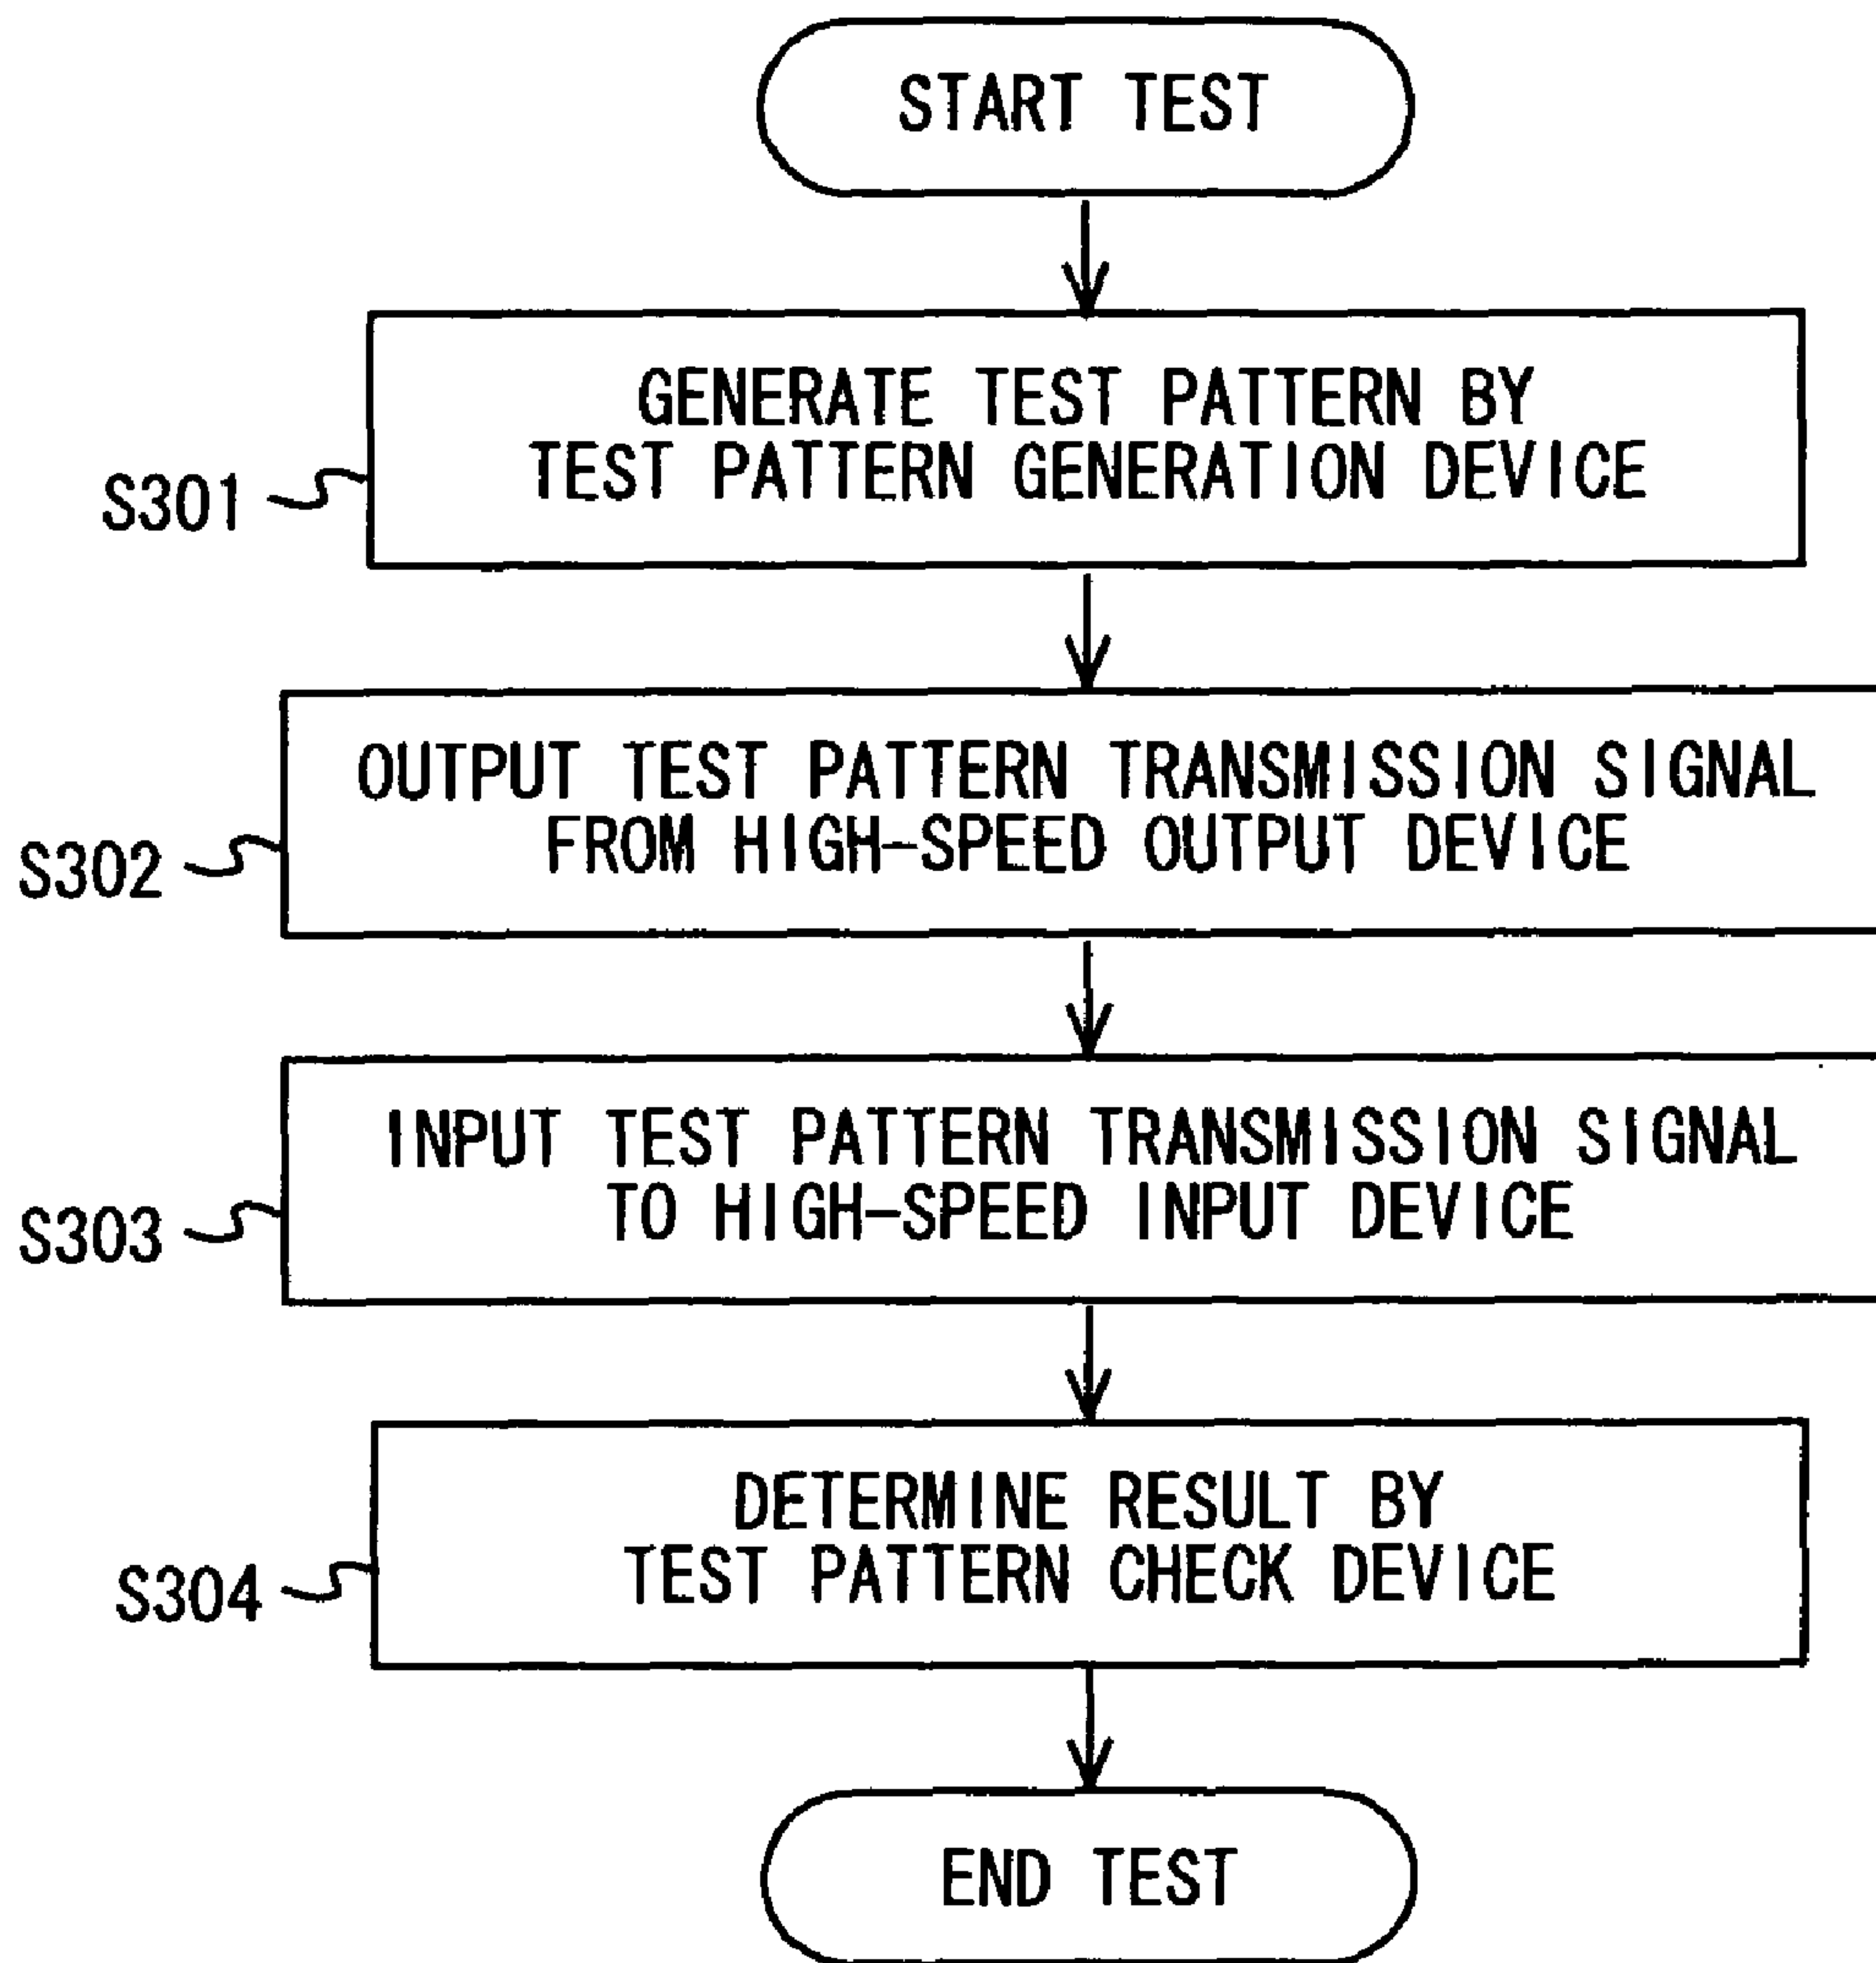 START TEST
GENERATE TEST PATTERN BY
TEST PATTERN GENERATION DEVICE
S301
OUTPUT TEST PATTERN TRANSMISSION SIGNAL
FROM HIGH-SPEED OUTPUT DEVICE
S302
INPUT TEST PATTERN TRANSMISSION SIGNAL
TO HIGH-SPEED INPUT DEVICE
S303
DETERMINE RESULT BY
TEST PATTERN CHECK DEVICE
S304
END TEST